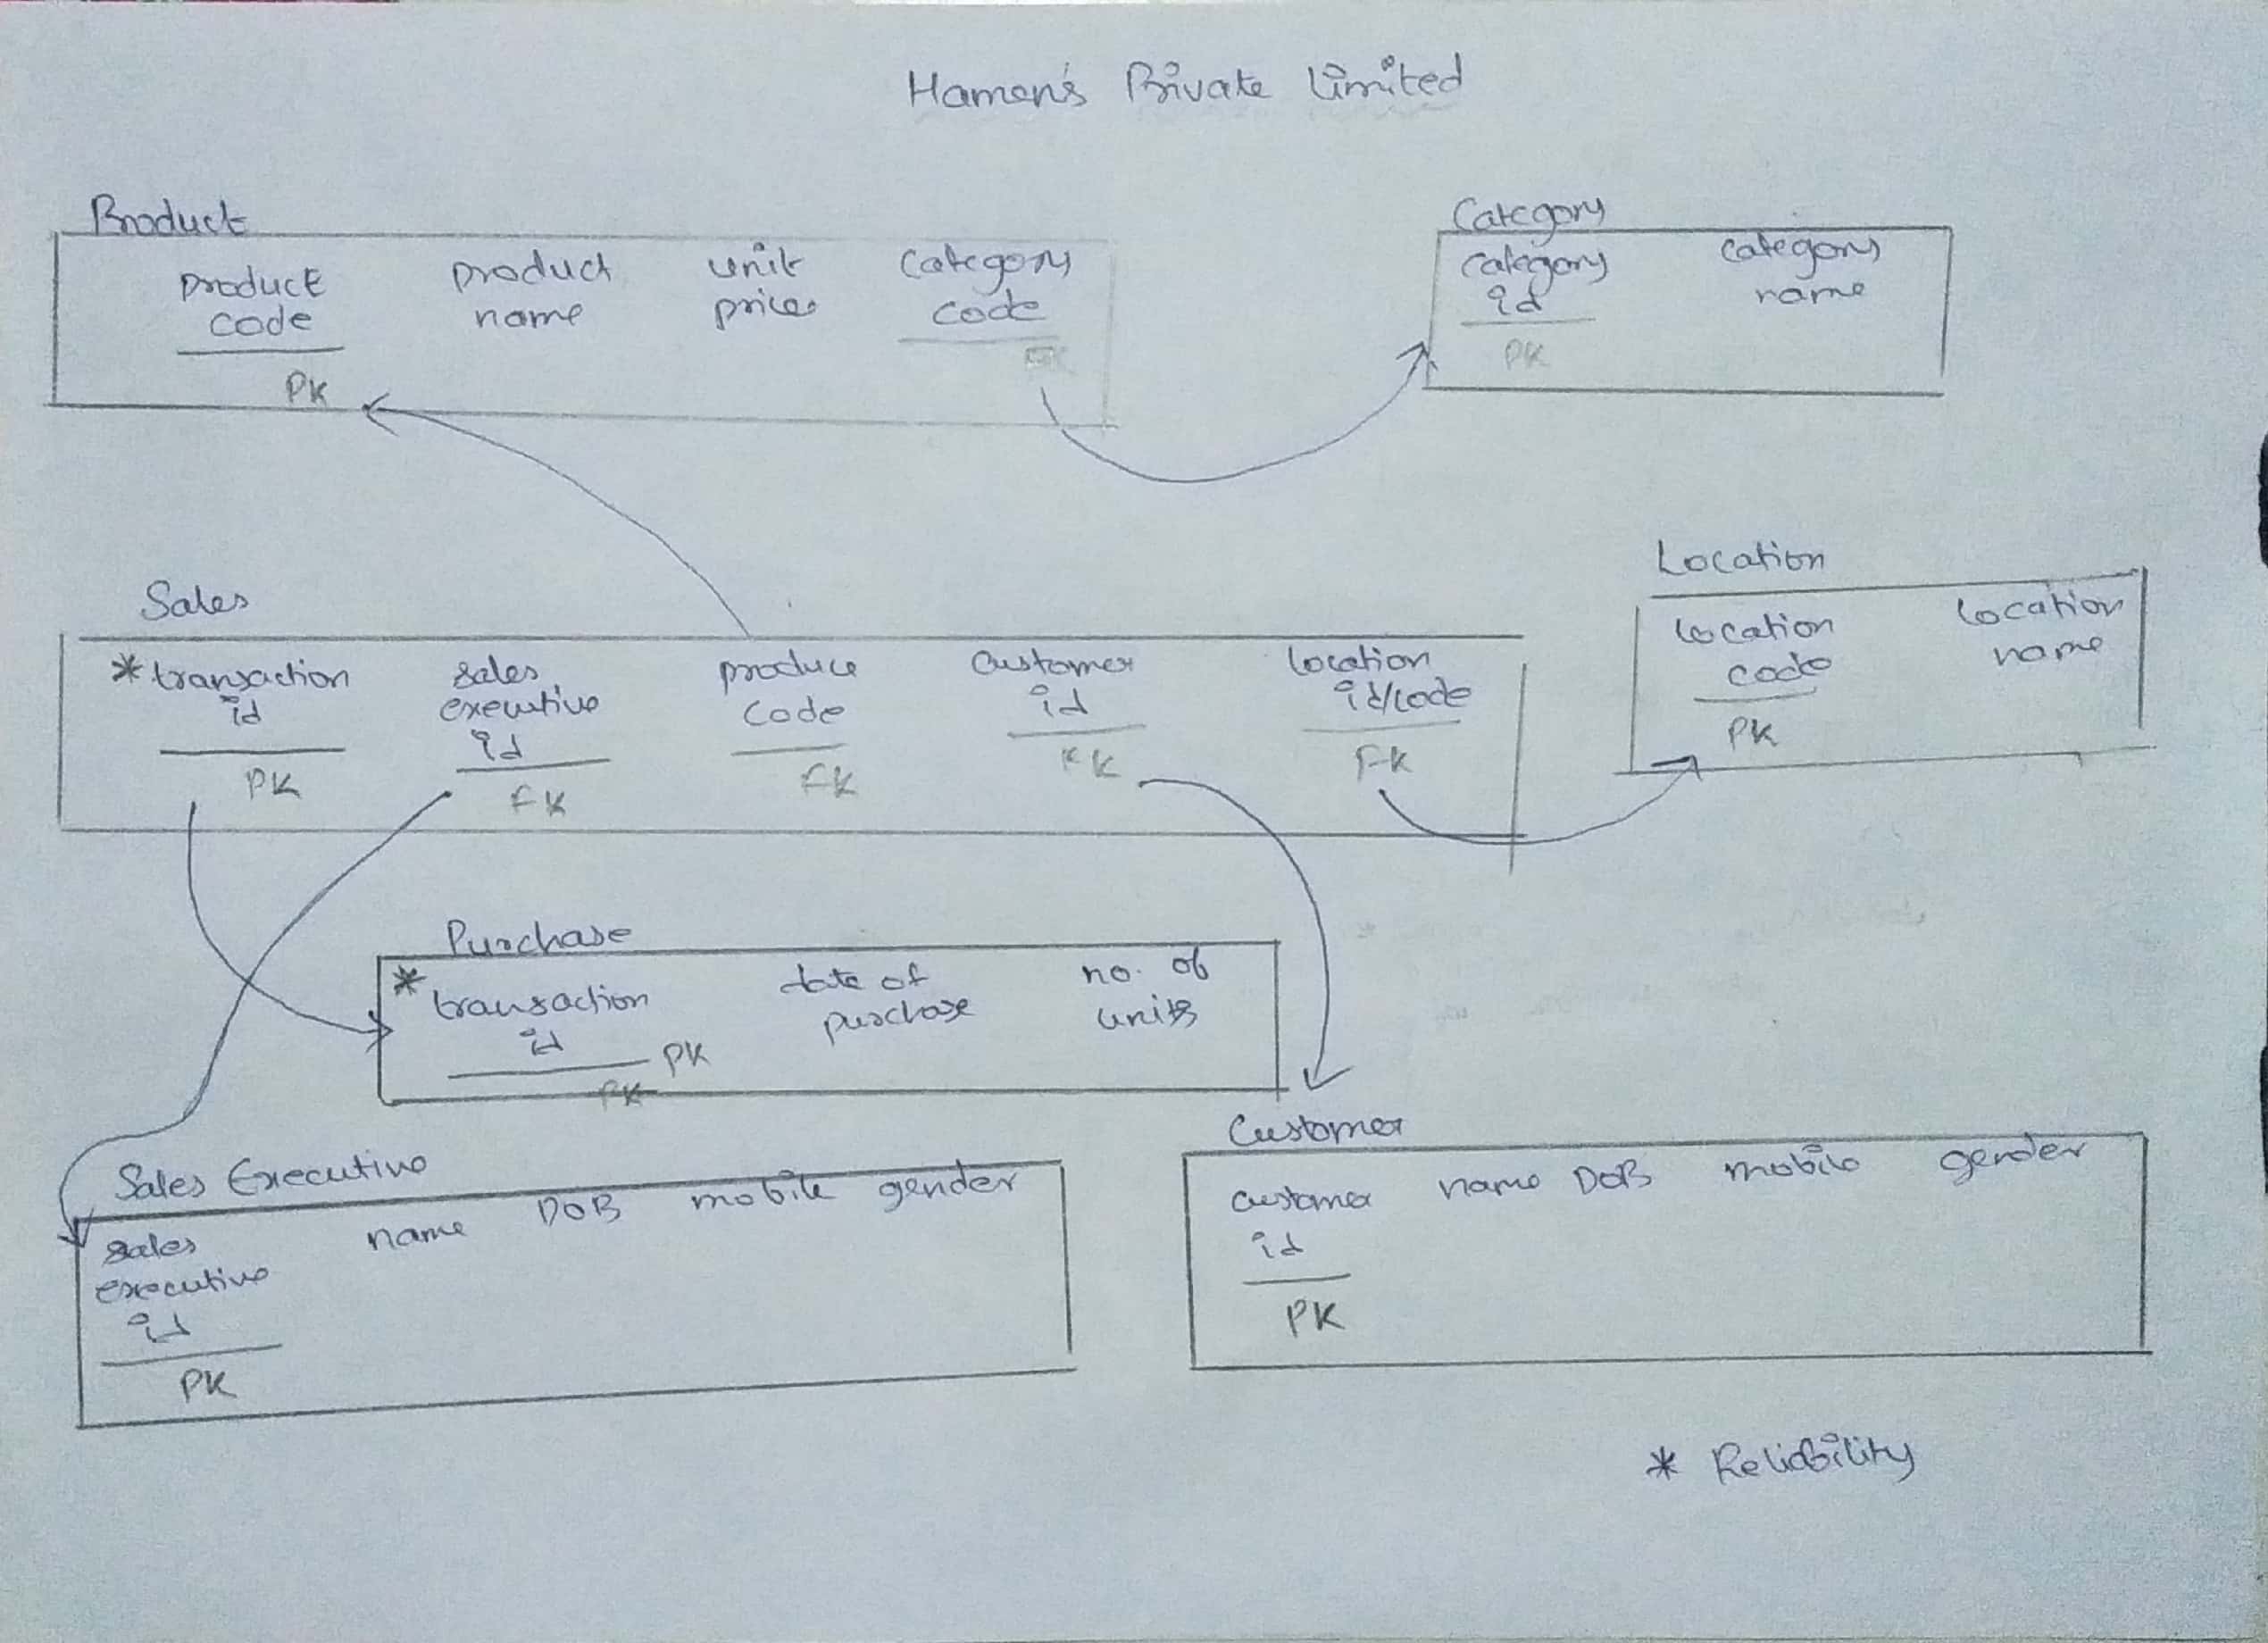 Hamen's Private Limited
Product
product code
PK
product name
unit price
category code
FK
Category
category id
PK
category name
Sales
* transaction id
PK
sales executive id
FK
produce code
FK
customer id
FK
location id/code
FK
Location
location code
PK
location name
Purchase
* transaction id
PK
PK
date of purchase
no. of units
Sales Executive
sales executive id
PK
name
DOB
mobile
gender
Customer
customer id
PK
name
DOB
mobile
gender
* Reliability